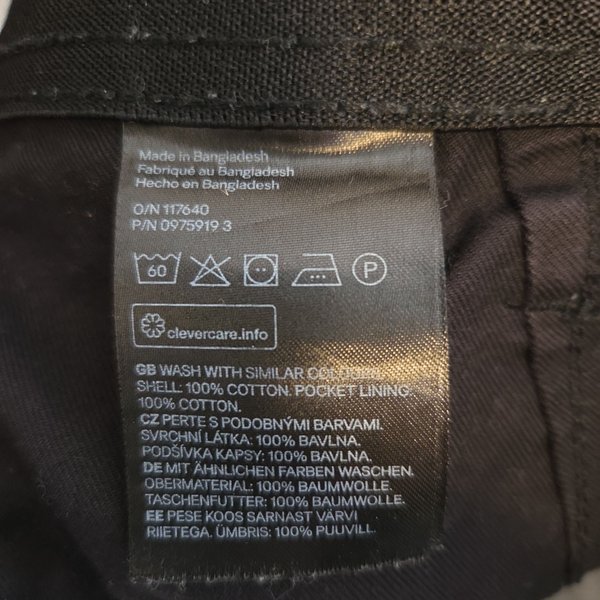 Made in Bangladesh
Fabriqué au Bangladesh
Hecho en Bangladesh
O/N 117640
P/N 0975919 3
60
P
clevercare.info
GB WASH WITH SIMILAR COLOURS.
SHELL: 100% COTTON. POCKET LINING:
100% COTTON.
CZ PERTE S PODOBNÝMI BARVAMI.
SVRCHNÍ LÁTKA: 100% BAVLNA.
PODŠÍVKA KAPSY: 100% BAVLNA.
DE MIT ÄHNLICHEN FARBEN WASCHEN.
OBERMATERIAL: 100% BAUMWOLLE.
TASCHENFUTTER: 100% BAUMWOLLE.
EE PESE KOOS SARNAST VÄRVI
RIIETEGA. ÜMBRIS: 100% PUUVILL.